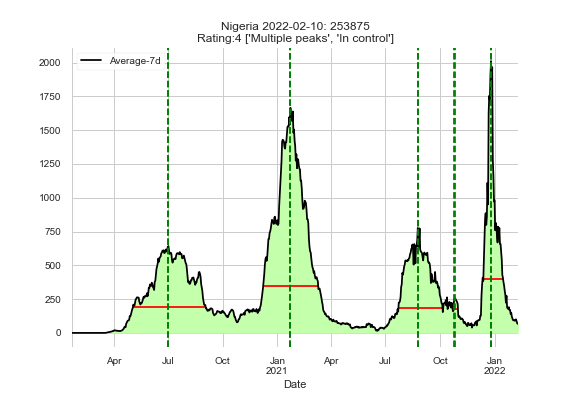 Nigeria 2022-02-10: 253875
Rating:4 ['Multiple peaks', 'In control']
Average-7d
2000
1750
1500
1250
1000
750
500
250
0
Apr Jul Oct Jan Apr Jul Oct Jan
2021 2022
Date